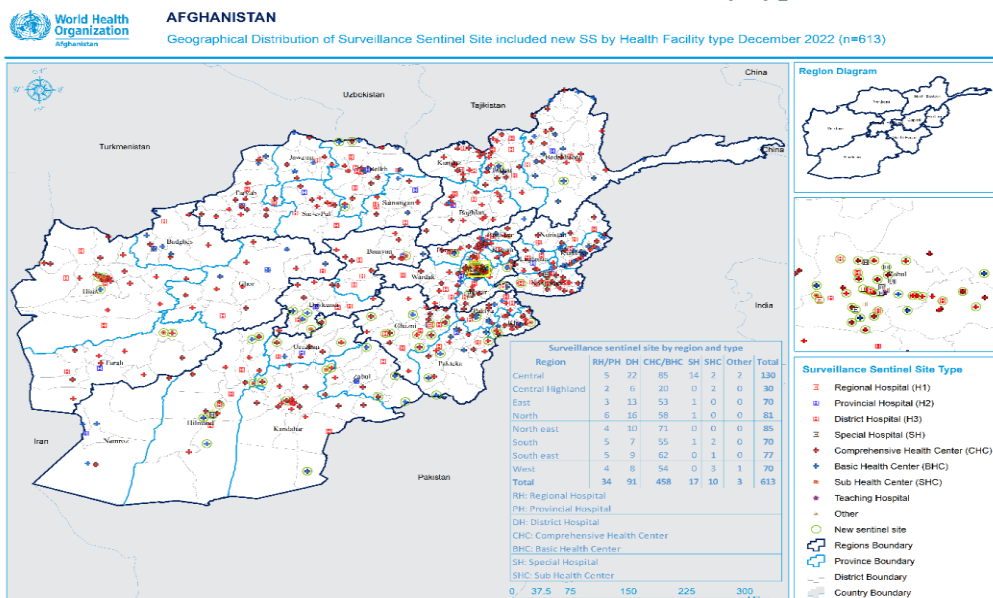 World Health
Organization
Afghanistan
AFGHANISTAN
Geographical Distribution of Surveillance Sentinel Site included new SS by Health Facility type December 2022 (n=613)
China
Uzbekistan
Tajikistan
Turkmenistan
China
Jawzjan
Balkh
Kunduz
Badakhshan
Faryab
Sar-e-Pul
Samangan
Baghlan
Badghis
Bamyan
Nuristan
Wardak
Hirat
Ghor
Daykundi
Ghazni
Uruzgan
Paktika
Farah
Zabul
Hilmand
Kandahar
Nimroz
Iran
Pakistan
India
Surveillance sentinel site by region and type
Region RH/PH DH CHC/BHC SH SHC Other Total
Central 5 22 85 14 2 2 130
Central Highland 2 6 20 0 2 0 30
East 3 13 53 1 0 0 70
North 6 16 58 1 0 0 81
North east 4 10 71 0 0 0 85
South 5 7 55 1 2 0 70
South east 5 9 62 0 1 0 77
West 4 8 54 0 3 1 70
Total 34 91 458 17 10 3 613
RH: Regional Hospital
PH: Provincial Hospital
DH: District Hospital
CHC: Comprehensive Health Center
BHC: Basic Health Center
SH: Special Hospital
SHC: Sub Health Center
0 37.5 75 150 225 300
Region Diagram
Kabul
Surveillance Sentinel Site Type
Regional Hospital (H1)
Provincial Hospital (H2)
District Hospital (H3)
Special Hospital (SH)
Comprehensive Health Center (CHC)
Basic Health Center (BHC)
Sub Health Center (SHC)
Teaching Hospital
Other
New sentinel site
Regions Boundary
Province Boundary
District Boundary
Country Boundary